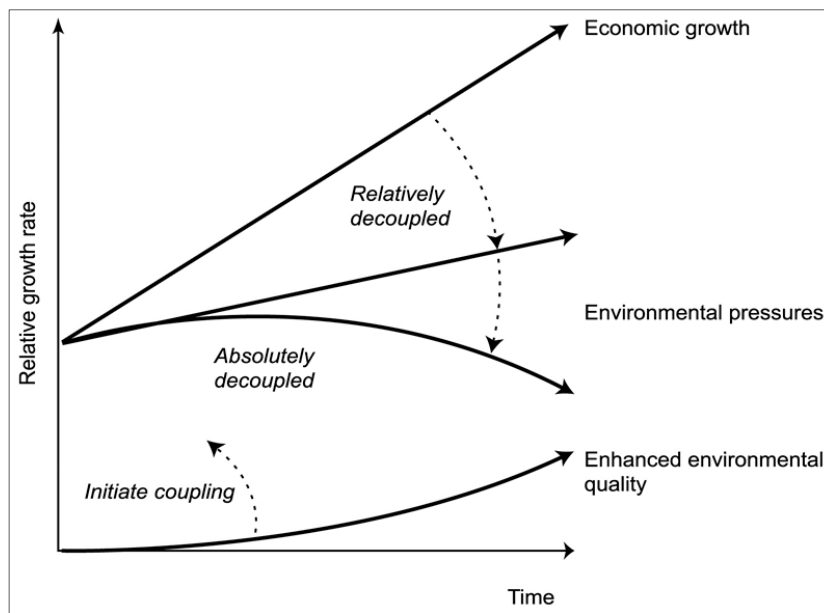 Economic growth
Relatively
decoupled
Relative growth rate
Environmental pressures
Absolutely
decoupled
Enhanced environmental
quality
Initiate coupling
Time